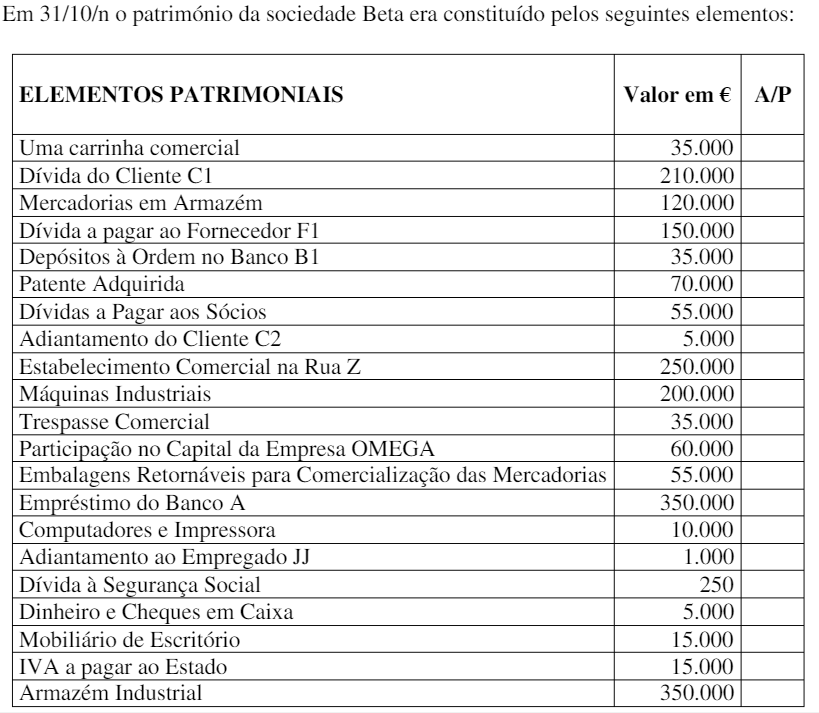 Em 31/10/n o património da sociedade Beta era constituído pelos seguintes elementos:
ELEMENTOS PATRIMONIAIS Valor em € A/P
Uma carrinha comercial 35.000
Dívida do Cliente C1 210.000
Mercadorias em Armazém 120.000
Dívida a pagar ao Fornecedor F1 150.000
Depósitos à Ordem no Banco B1 35.000
Patente Adquirida 70.000
Dívidas a Pagar aos Sócios 55.000
Adiantamento do Cliente C2 5.000
Estabelecimento Comercial na Rua Z 250.000
Máquinas Industriais 200.000
Trespasse Comercial 35.000
Participação no Capital da Empresa OMEGA 60.000
Embalagens Retornáveis para Comercialização das Mercadorias 55.000
Empréstimo do Banco A 350.000
Computadores e Impressora 10.000
Adiantamento ao Empregado JJ 1.000
Dívida à Segurança Social 250
Dinheiro e Cheques em Caixa 5.000
Mobiliário de Escritório 15.000
IVA a pagar ao Estado 15.000
Armazém Industrial 350.000